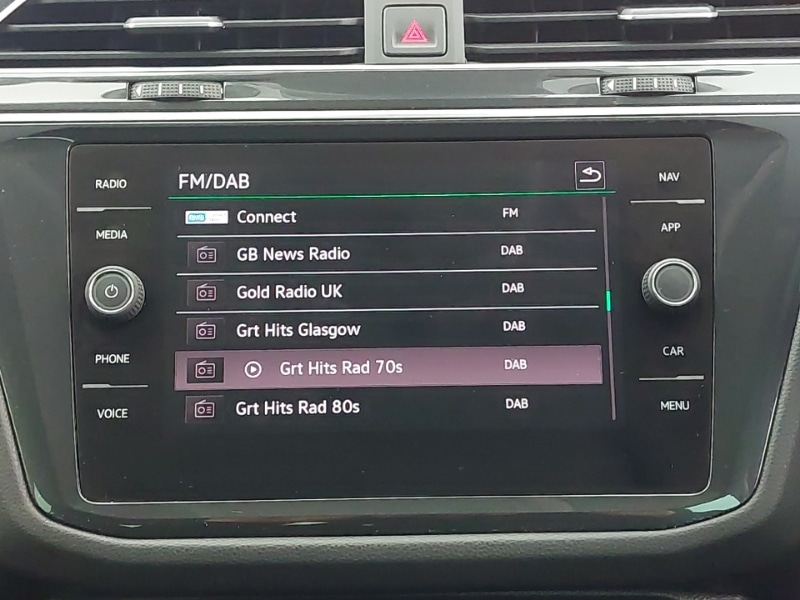 RADIO
MEDIA
PHONE
VOICE
FM/DAB
Connect FM
GB News Radio DAB
Gold Radio UK DAB
Grt Hits Glasgow DAB
Grt Hits Rad 70s DAB
Grt Hits Rad 80s DAB
NAV
APP
CAR
MENU